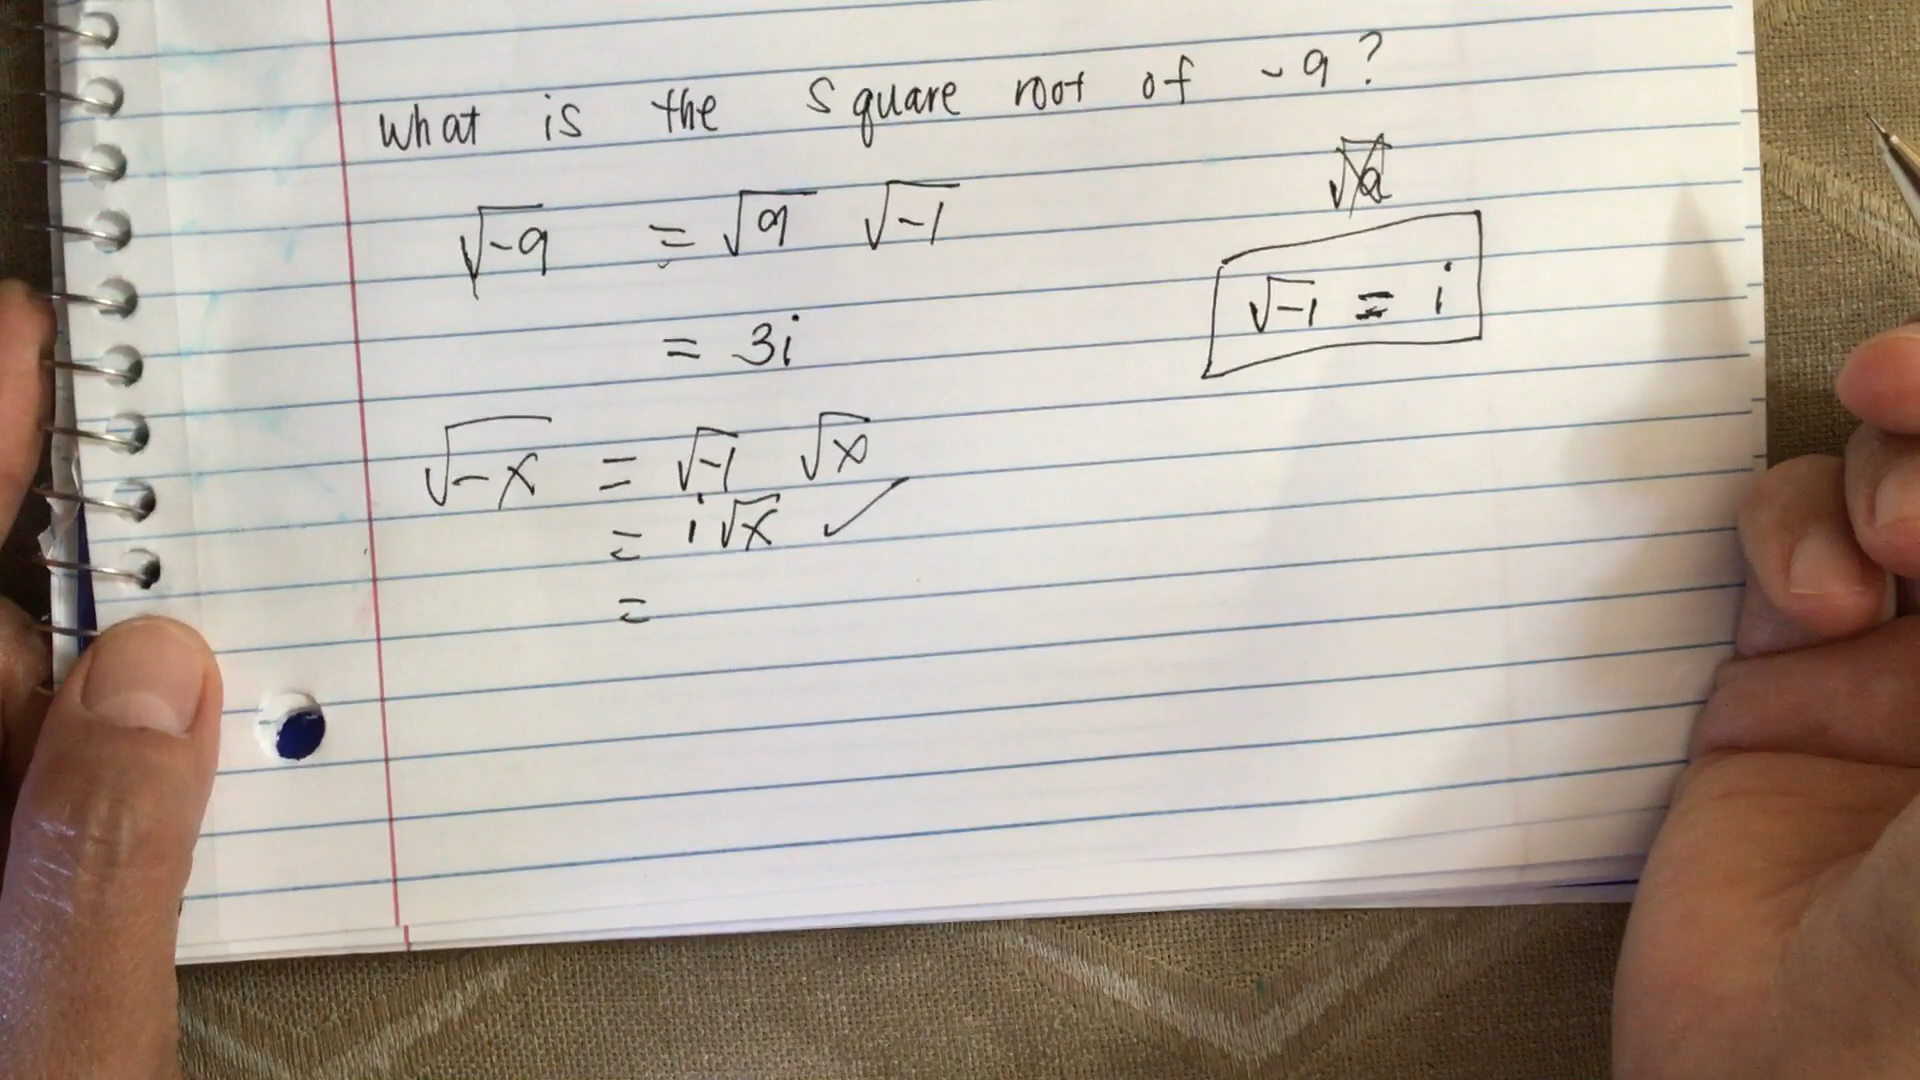 What is the square root of -9?
√-9 = √9 √-1
= 3i
√-1 = i
√-x = √-1 √x
= i√x ✓
=